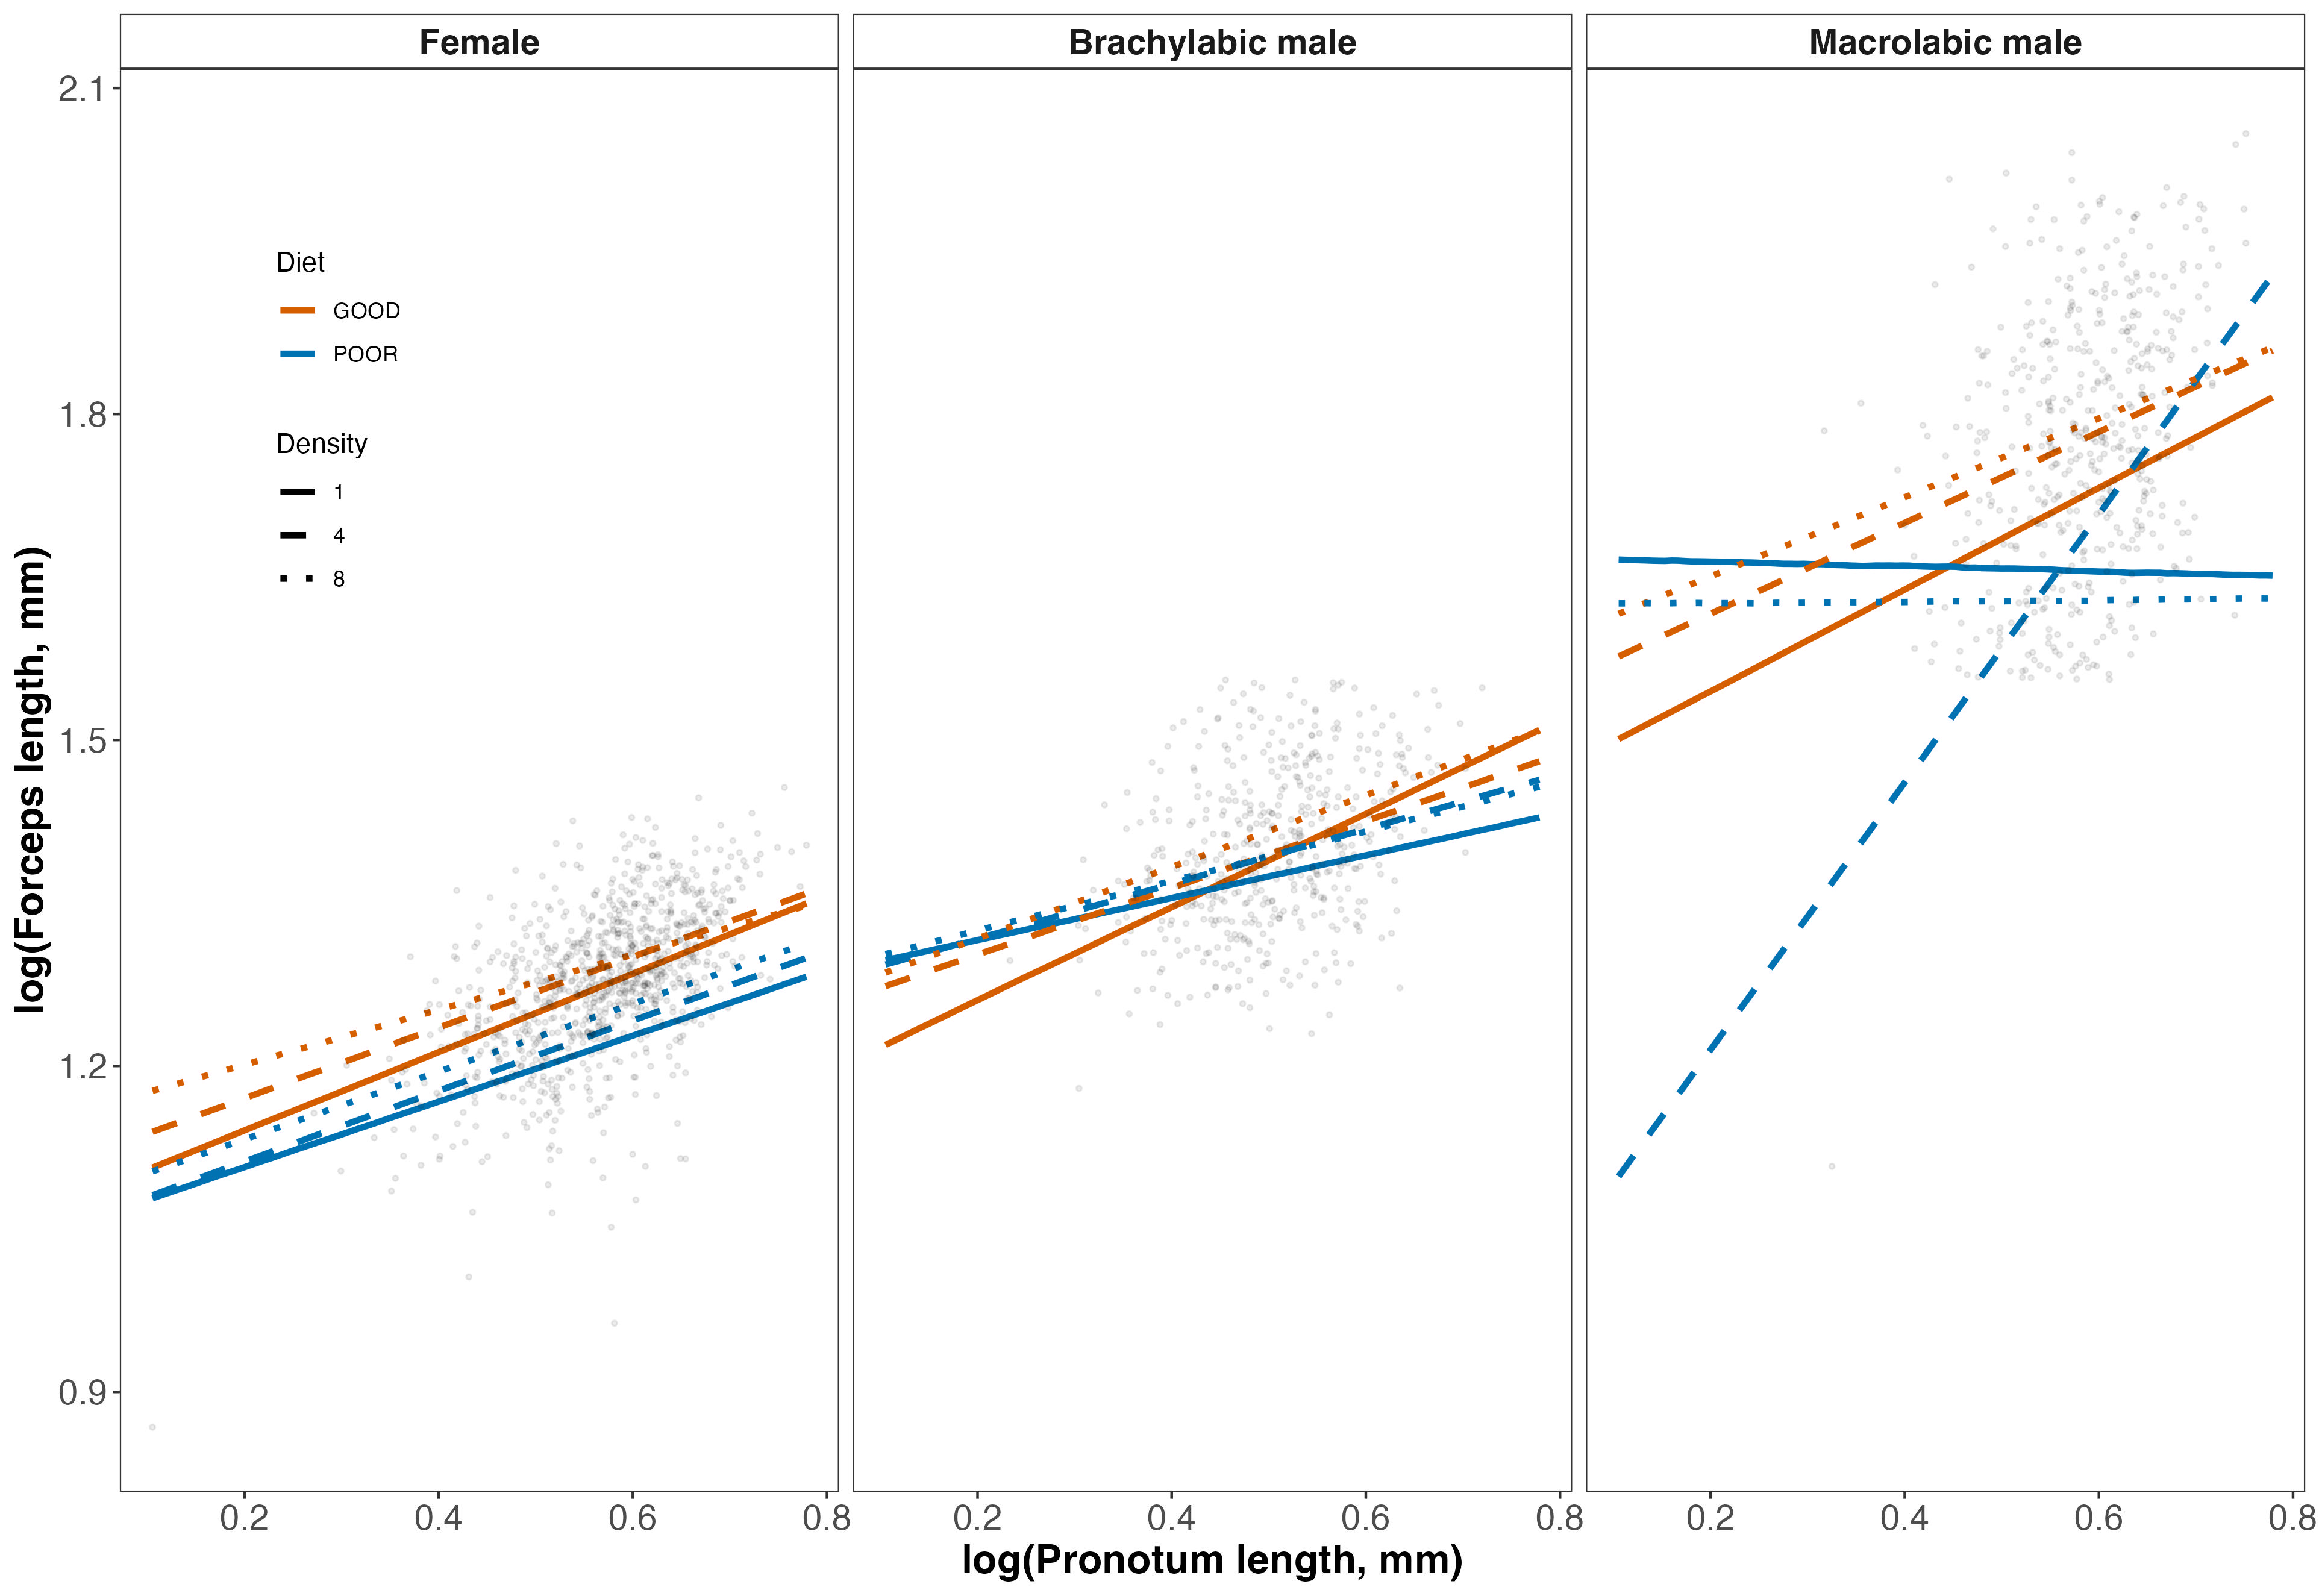 Female
Brachylabic male
Macrolabic male
2.1
1.8
1.5
1.2
0.9
log(Forceps length, mm)
Diet
GOOD
POOR
Density
1
4
8
0.2 0.4 0.6 0.8
0.2 0.4 0.6 0.8
0.2 0.4 0.6 0.8
log(Pronotum length, mm)